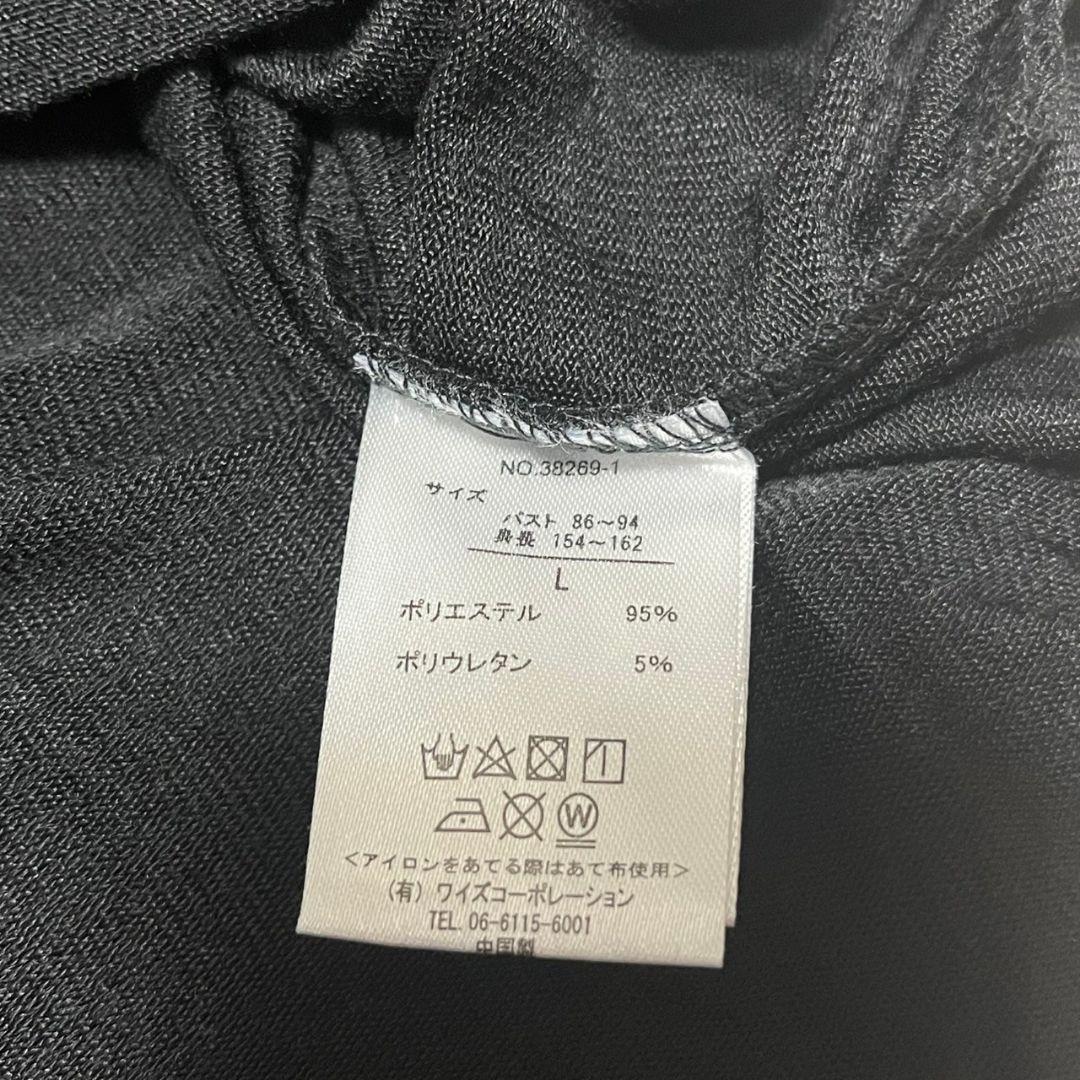 NO.38269-1
サイズ
バスト 86～94
身長 154～162
L
ポリエステル 95%
ポリウレタン 5%
W
<アイロンをあてる際はあて布使用>
(有) ワイズコーポレーション
TEL. 06-6115-6001
中国製